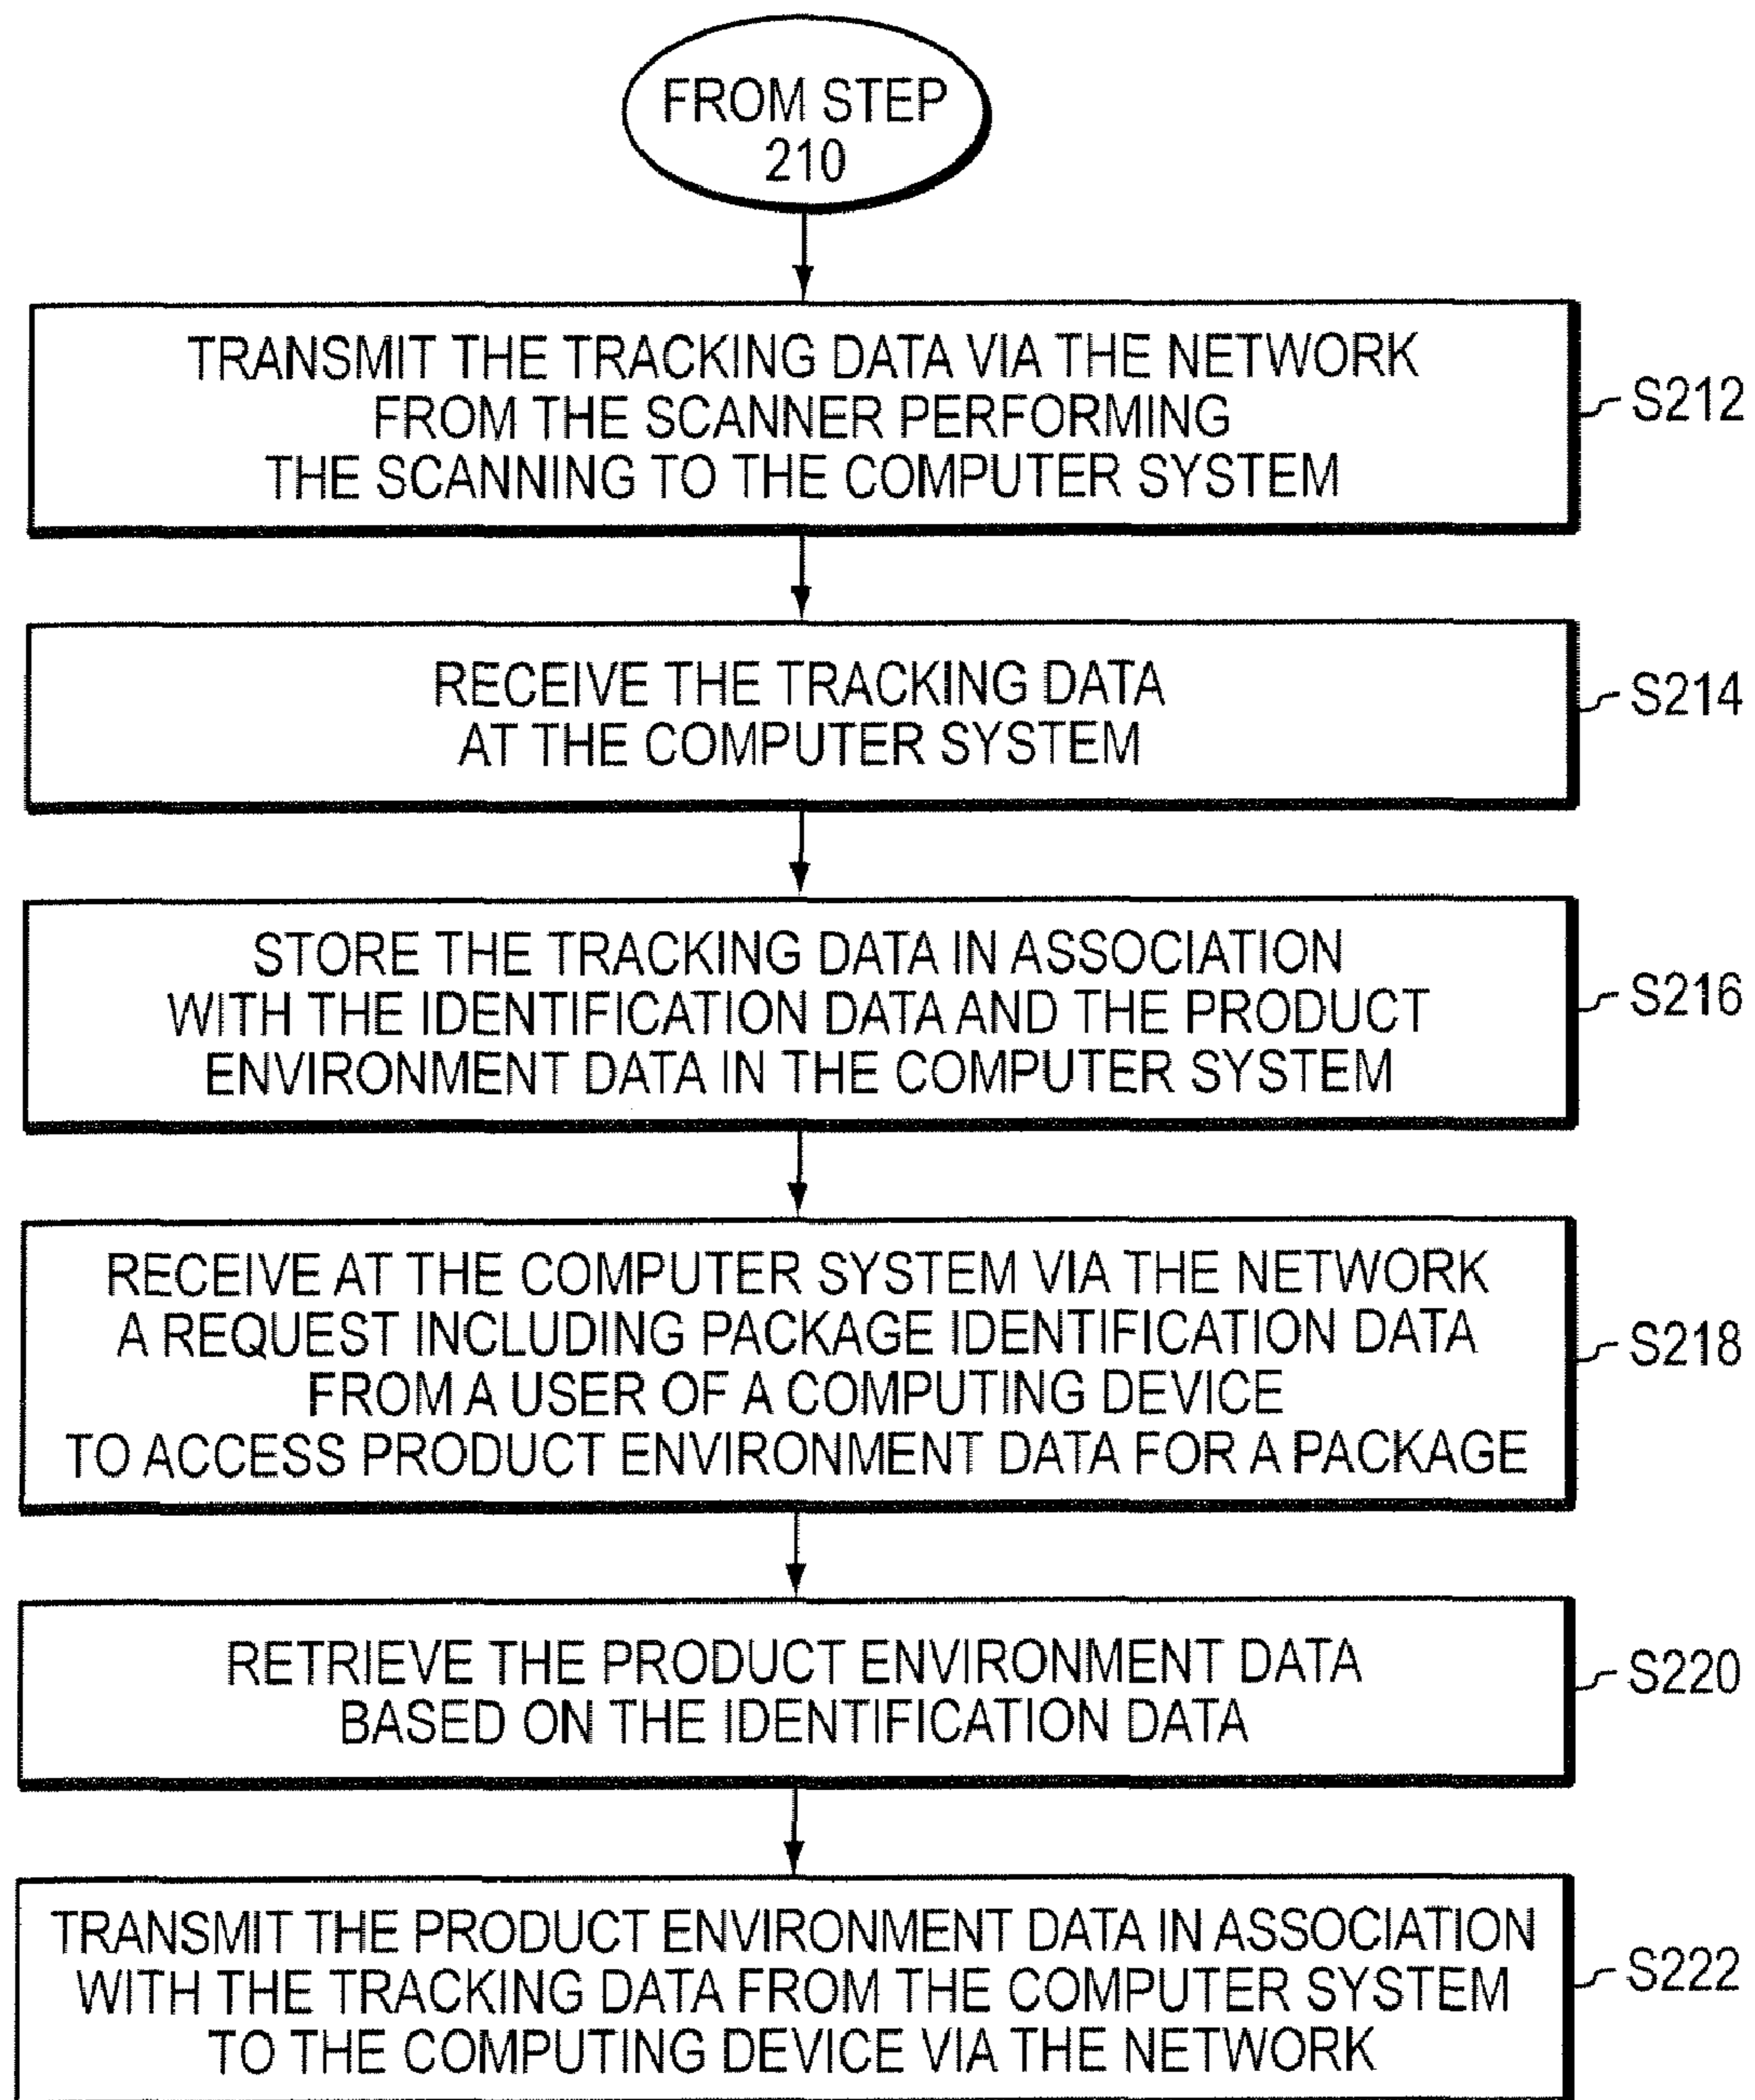 FROM STEP
210
TRANSMIT THE TRACKING DATA VIA THE NETWORK
FROM THE SCANNER PERFORMING
THE SCANNING TO THE COMPUTER SYSTEM
S212
RECEIVE THE TRACKING DATA
AT THE COMPUTER SYSTEM
S214
STORE THE TRACKING DATA IN ASSOCIATION
WITH THE IDENTIFICATION DATA AND THE PRODUCT
ENVIRONMENT DATA IN THE COMPUTER SYSTEM
S216
RECEIVE AT THE COMPUTER SYSTEM VIA THE NETWORK
A REQUEST INCLUDING PACKAGE IDENTIFICATION DATA
FROM A USER OF A COMPUTING DEVICE
TO ACCESS PRODUCT ENVIRONMENT DATA FOR A PACKAGE
S218
RETRIEVE THE PRODUCT ENVIRONMENT DATA
BASED ON THE IDENTIFICATION DATA
S220
TRANSMIT THE PRODUCT ENVIRONMENT DATA IN ASSOCIATION
WITH THE TRACKING DATA FROM THE COMPUTER SYSTEM
TO THE COMPUTING DEVICE VIA THE NETWORK
S222